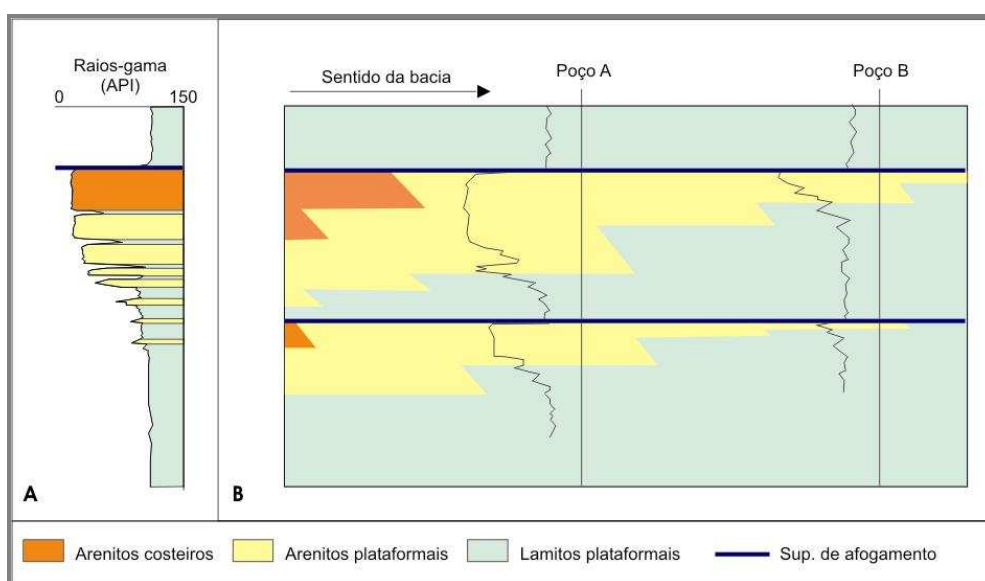 Raios-gama
(API)
0 150
A
Sentido da bacia
Poço A
Poço B
B
Arenitos costeiros
Arenitos plataformais
Lamitos plataformais
Sup. de afogamento